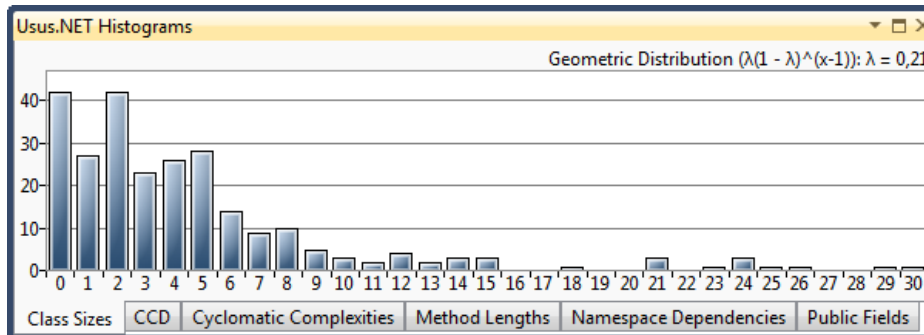 Usus.NET Histograms
Geometric Distribution (λ(1 - λ)^(x-1)): λ = 0,21
40
30
20
10
0
0 1 2 3 4 5 6 7 8 9 10 11 12 13 14 15 16 17 18 19 20 21 22 23 24 25 26 27 28 29 30
Class Sizes CCD Cyclomatic Complexities Method Lengths Namespace Dependencies Public Fields